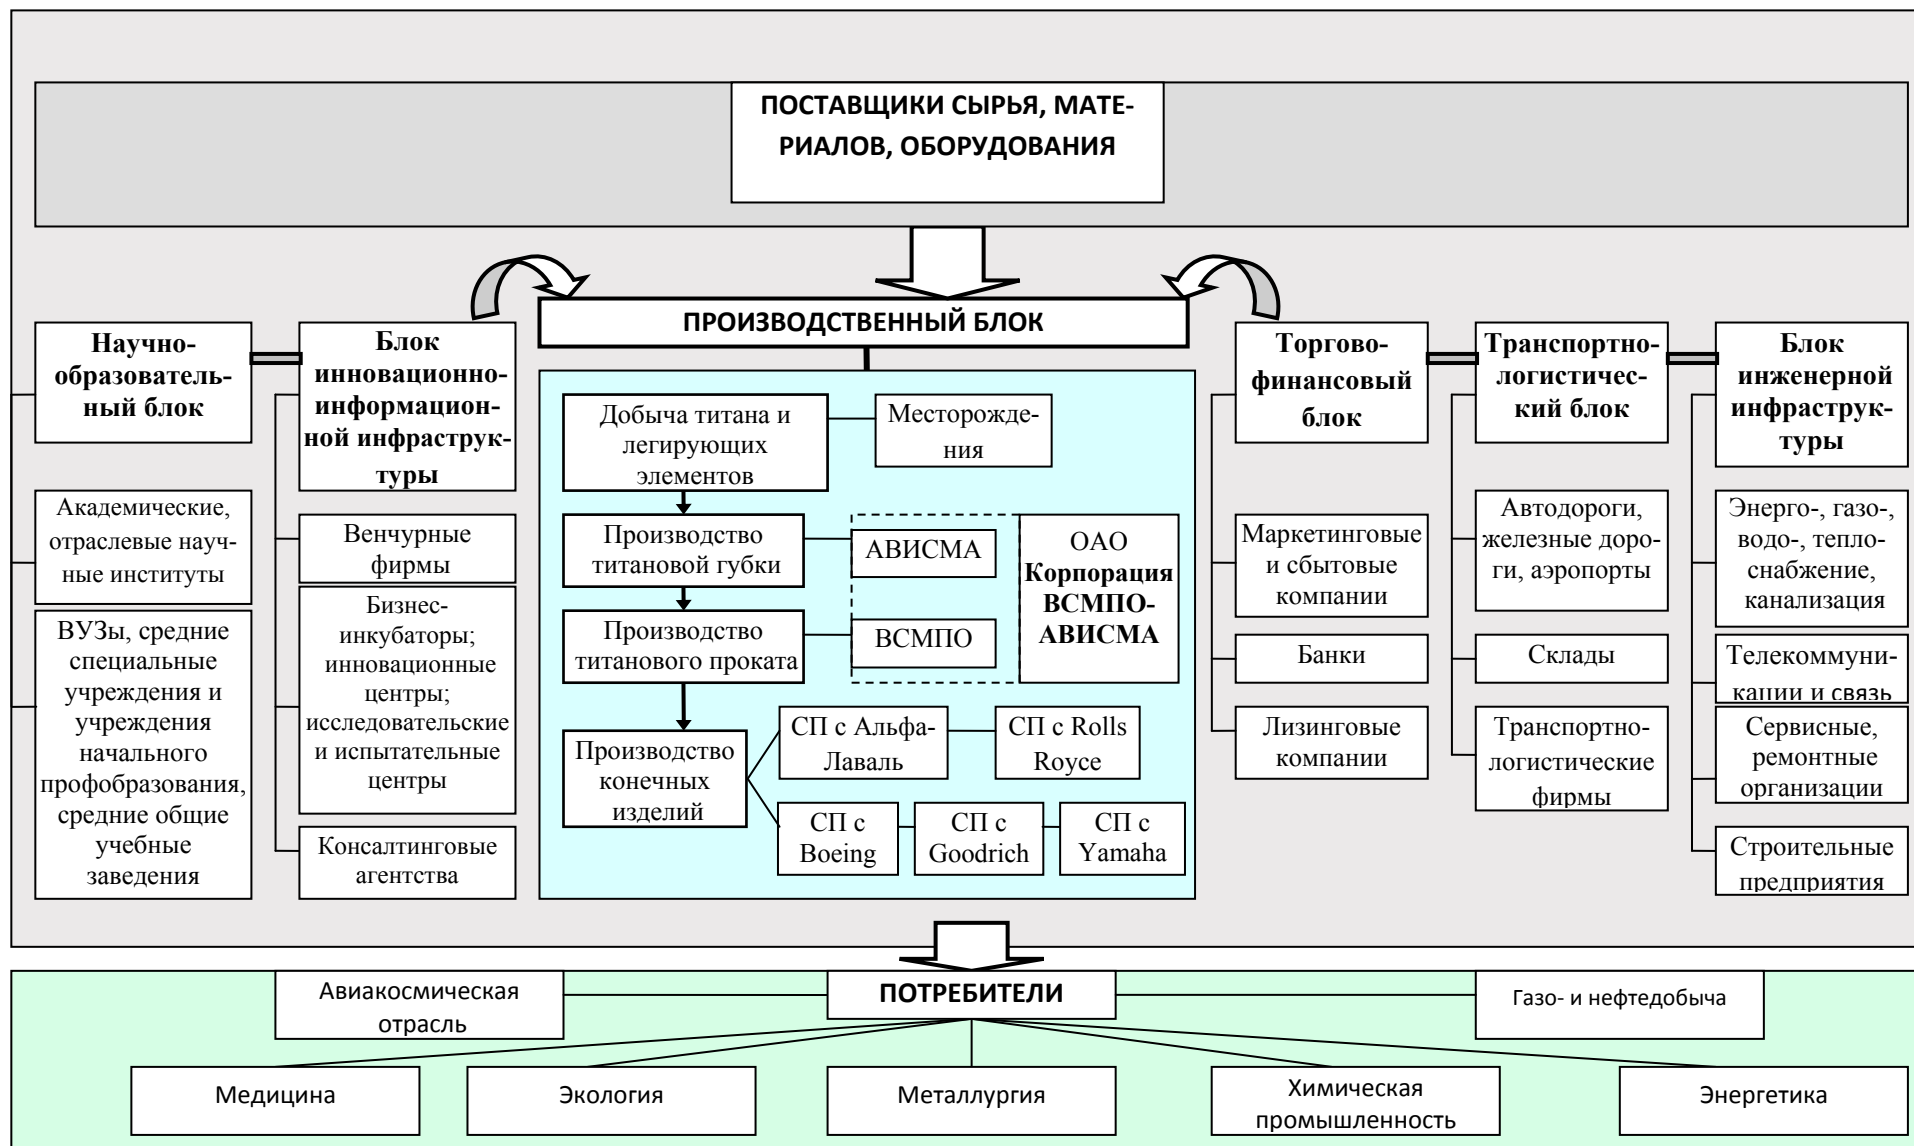 ПОСТАВЩИКИ СЫРЬЯ, МАТЕ-
РИАЛОВ, ОБОРУДОВАНИЯ
ПРОИЗВОДСТВЕННЫЙ БЛОК
Научно-
образователь-
ный блок
Академические,
отраслевые науч-
ные институты
ВУЗы, средние
специальные
учреждения и
учреждения
начального
профобразования,
средние общие
учебные
заведения
Блок
инновационно-
информацион-
ной инфраструк-
туры
Венчурные
фирмы
Бизнес-
инкубаторы;
инновационные
центры;
исследовательские
и испытательные
центры
Консалтинговые
агентства
Добыча титана и
легирующих
элементов
Месторожде-
ния
Производство
титановой губки
АВИСМА
Производство
титанового проката
ВСМПО
ОАО
Корпорация
ВСМПО-
АВИСМА
Производство
конечных
изделий
СП с Альфа-
Лаваль
СП с Rolls
Royce
СП с
Boeing
СП с
Goodrich
СП с
Yamaha
Торгово-
финансовый
блок
Маркетинговые
и сбытовые
компании
Банки
Лизинговые
компании
Транспортно-
логистичес-
кий блок
Автодороги,
железные доро-
ги, аэропорты
Склады
Транспортно-
логистические
фирмы
Блок
инженерной
инфраструк-
туры
Энерго-, газо-,
водо-, тепло-
снабжение,
канализация
Телекоммуни-
кации и связь
Сервисные,
ремонтные
организации
Строительные
предприятия
ПОТРЕБИТЕЛИ
Авиакосмическая
отрасль
Газо- и нефтедобыча
Медицина
Экология
Металлургия
Химическая
промышленность
Энергетика